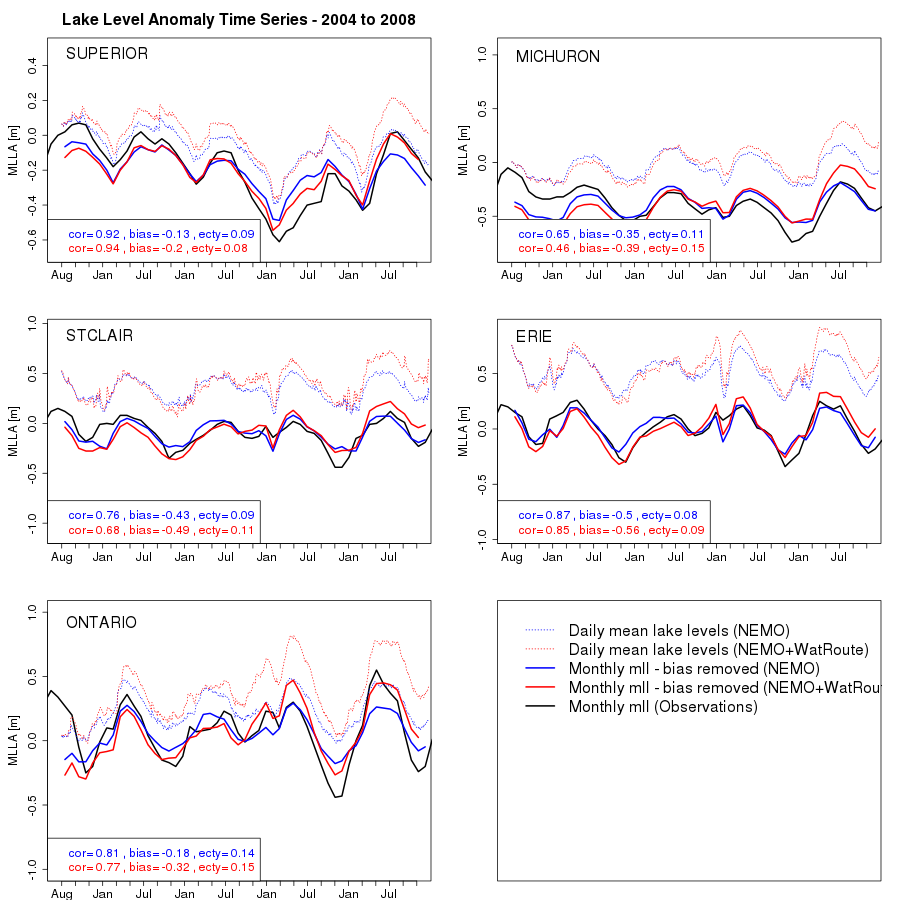 Lake Level Anomaly Time Series - 2004 to 2008
SUPERIOR
MLLA [m]
0.4
0.2
0.0
-0.2
-0.4
-0.6
cor=0.92 , bias=-0.13 , ecty=0.09
cor=0.94 , bias=-0.2 , ecty=0.08
Aug Jan Jul Jan Jul Jan Jul Jan Jul
MICHURON
MLLA [m]
1.0
0.5
0.0
-0.5
cor=0.65 , bias=-0.35 , ecty=0.11
cor=0.46 , bias=-0.39 , ecty=0.15
Aug Jan Jul Jan Jul Jan Jul Jan Jul
STCLAIR
MLLA [m]
1.0
0.5
0.0
-0.5
-1.0
cor=0.76 , bias=-0.43 , ecty=0.09
cor=0.68 , bias=-0.49 , ecty=0.11
Aug Jan Jul Jan Jul Jan Jul Jan Jul
ERIE
MLLA [m]
0.5
0.0
-0.5
-1.0
cor=0.87 , bias=-0.5 , ecty=0.08
cor=0.85 , bias=-0.56 , ecty=0.09
Aug Jan Jul Jan Jul Jan Jul Jan Jul
ONTARIO
MLLA [m]
1.0
0.5
0.0
-0.5
-1.0
cor=0.81 , bias=-0.18 , ecty=0.14
cor=0.77 , bias=-0.32 , ecty=0.15
Aug Jan Jul Jan Jul Jan Jul Jan Jul
Daily mean lake levels (NEMO)
Daily mean lake levels (NEMO+WatRoute)
Monthly mll - bias removed (NEMO)
Monthly mll - bias removed (NEMO+WatRou
Monthly mll (Observations)